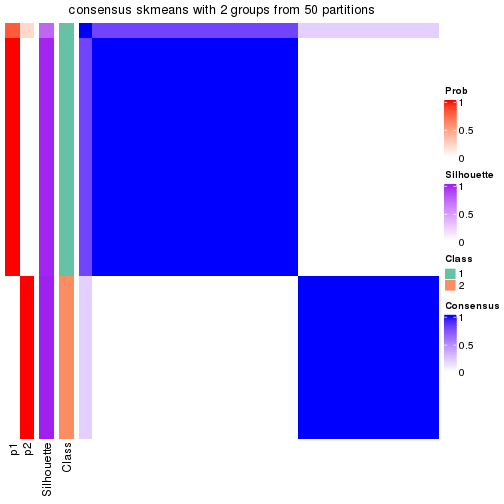 consensus skmeans with 2 groups from 50 partitions
Prob
1
0.5
0
Silhouette
1
0.5
0
Class
1
2
Consensus
1
0.5
0
p1
p2
Silhouette
Class